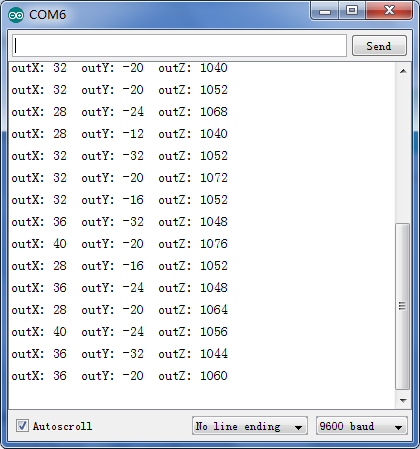 COM6
Send
outX: 32  outY: -20  outZ: 1040
outX: 32  outY: -20  outZ: 1052
outX: 28  outY: -24  outZ: 1068
outX: 28  outY: -12  outZ: 1040
outX: 32  outY: -32  outZ: 1052
outX: 32  outY: -20  outZ: 1072
outX: 32  outY: -16  outZ: 1052
outX: 36  outY: -32  outZ: 1048
outX: 40  outY: -20  outZ: 1076
outX: 28  outY: -16  outZ: 1052
outX: 36  outY: -24  outZ: 1048
outX: 28  outY: -20  outZ: 1064
outX: 40  outY: -24  outZ: 1056
outX: 36  outY: -32  outZ: 1044
outX: 36  outY: -20  outZ: 1060
Autoscroll No line ending 9600 baud